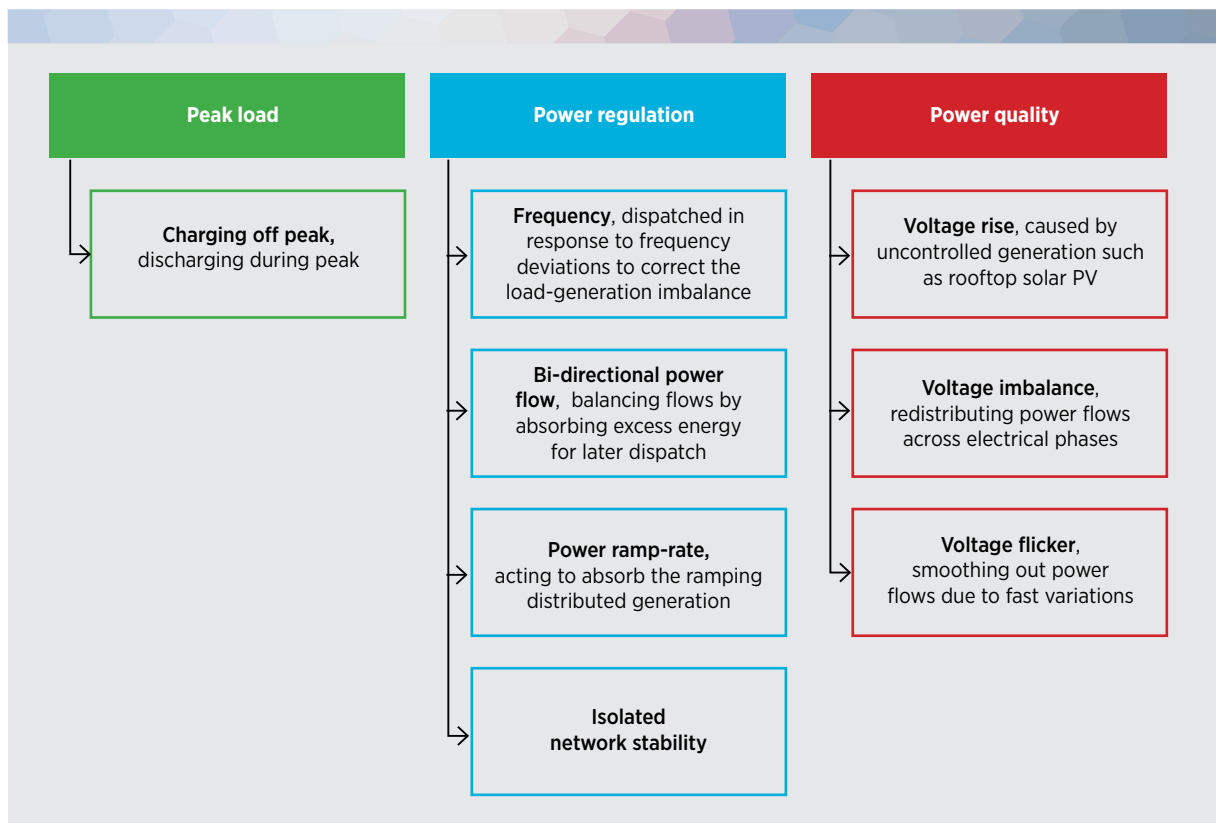 Peak load
Charging off peak,
discharging during peak
Power regulation
Frequency, dispatched in
response to frequency
deviations to correct the
load-generation imbalance
Bi-directional power
flow, balancing flows by
absorbing excess energy
for later dispatch
Power ramp-rate,
acting to absorb the ramping
distributed generation
Isolated
network stability
Power quality
Voltage rise, caused by
uncontrolled generation such
as rooftop solar PV
Voltage imbalance,
redistributing power flows
across electrical phases
Voltage flicker,
smoothing out power
flows due to fast variations